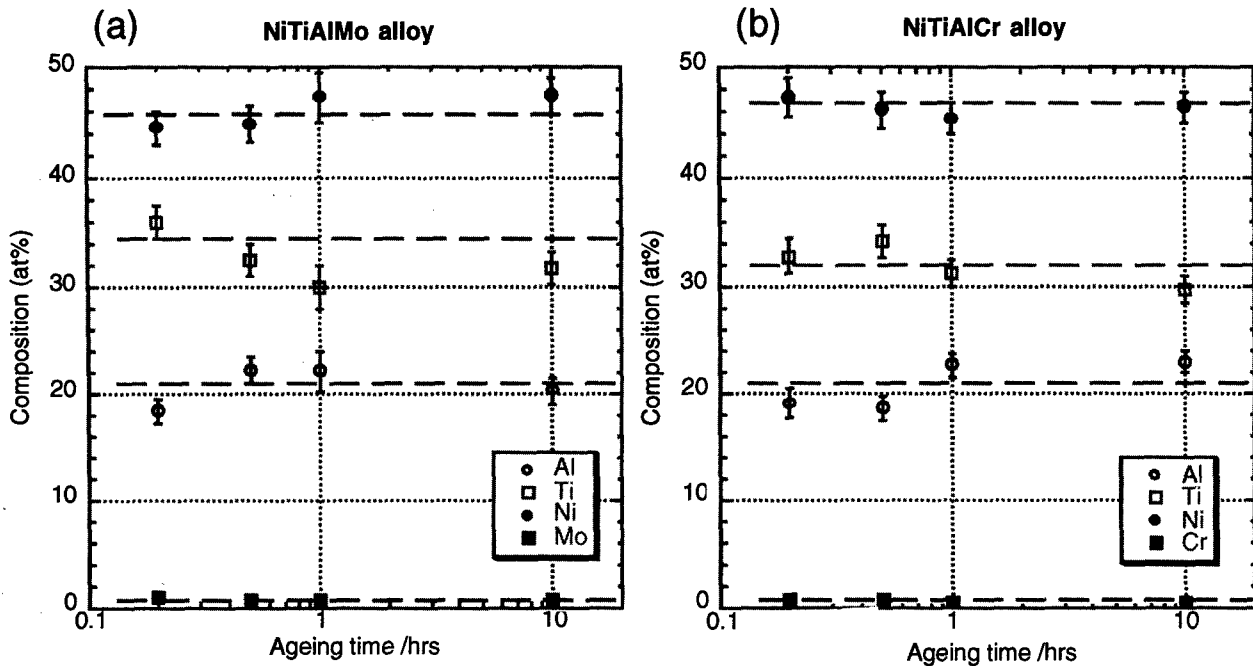 (a)
NiTiAlMo alloy
Composition (at%)
50
40
30
20
10
0
0.1
1
10
Ageing time /hrs
Al
Ti
Ni
Mo
(b)
NiTiAlCr alloy
Composition (at%)
50
40
30
20
10
0
0.1
1
10
Ageing time /hrs
Al
Ti
Ni
Cr